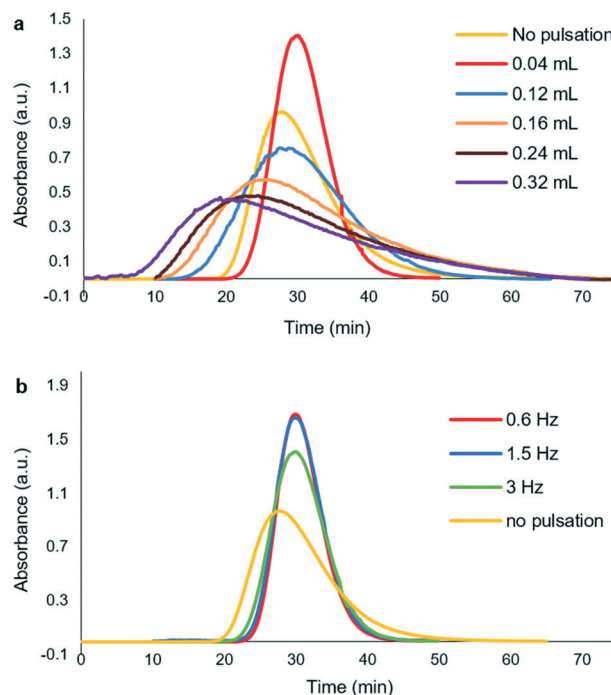 a
1.5
1.3
1.1
0.9
0.7
0.5
0.3
0.1
-0.1
Absorbance (a.u.)
0 10 20 30 40 50 60 70
Time (min)
No pulsation
0.04 mL
0.12 mL
0.16 mL
0.24 mL
0.32 mL
b
1.9
1.5
1.1
0.7
0.3
-0.1
Absorbance (a.u.)
0 10 20 30 40 50 60 70
Time (min)
0.6 Hz
1.5 Hz
3 Hz
no pulsation